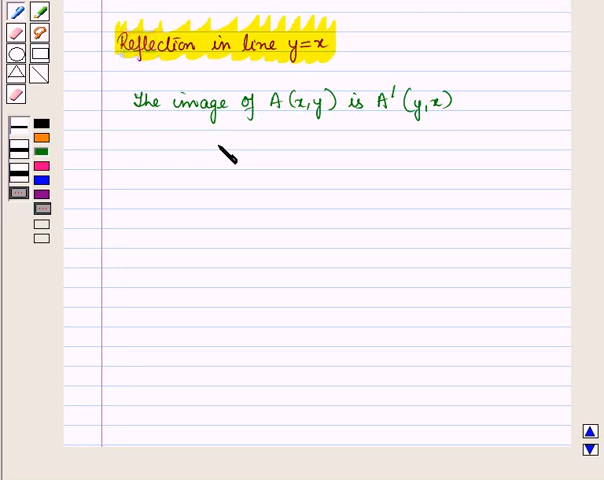 Reflection in line y=x
The image of A(x,y) is A'(y,x)